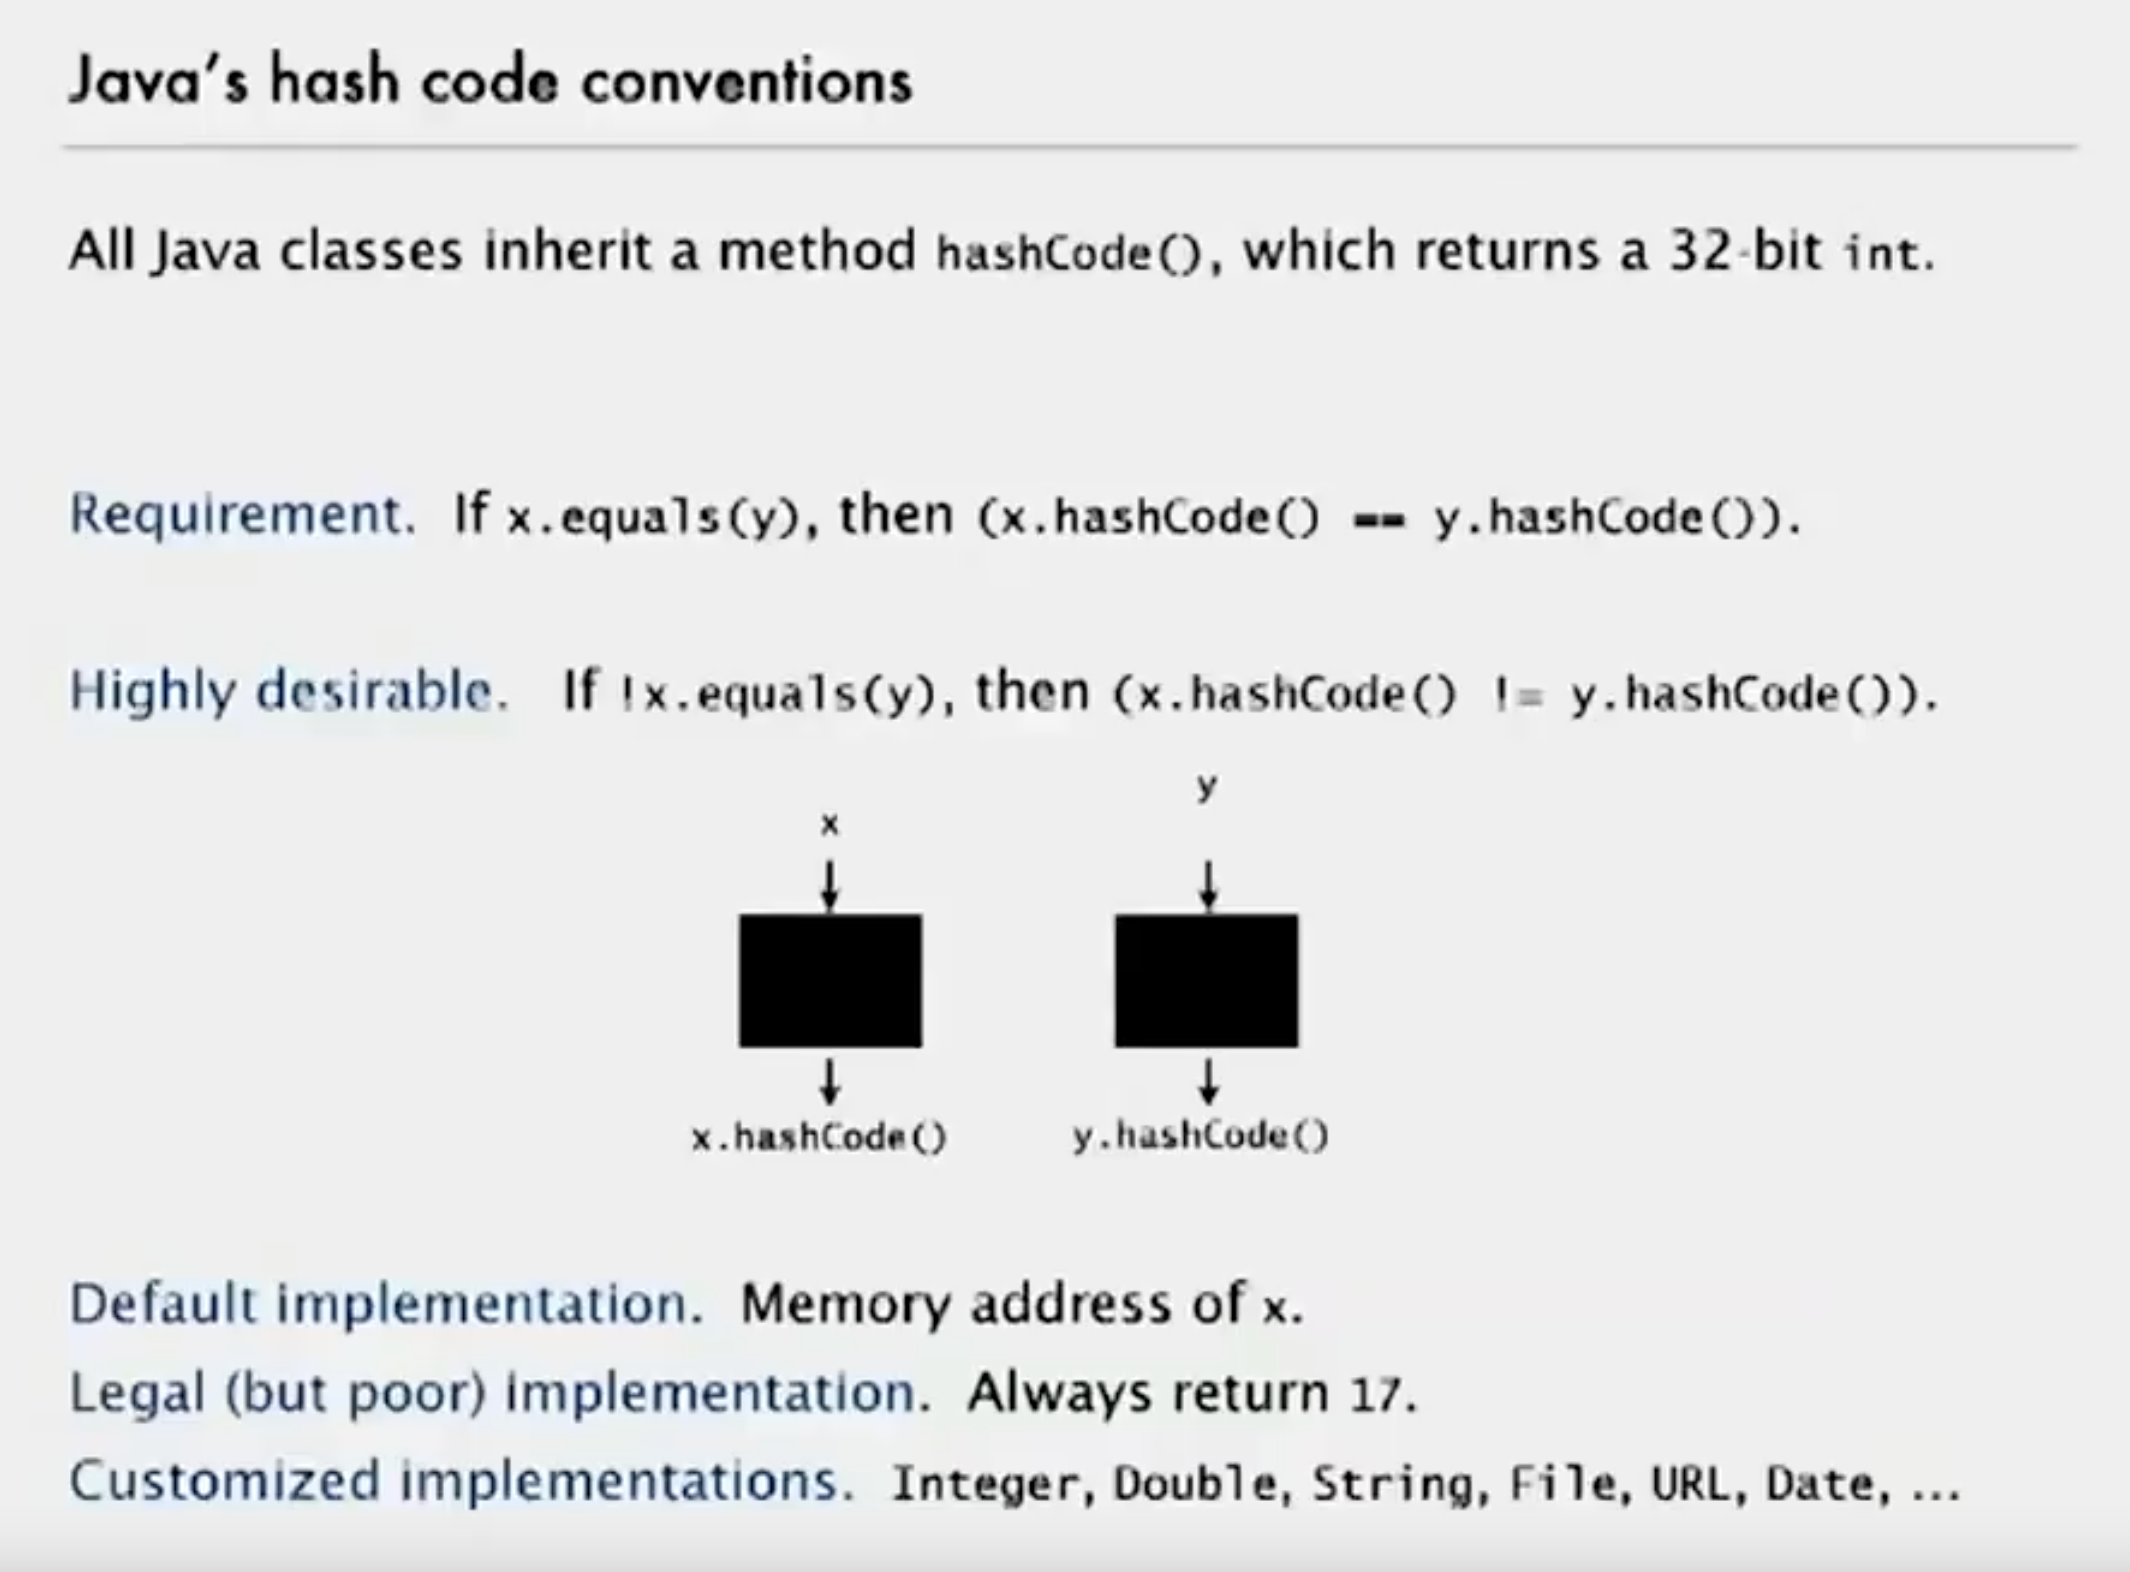 Java's hash code conventions
All Java classes inherit a method hashCode(), which returns a 32-bit int.
Requirement. If x.equals(y), then (x.hashCode() == y.hashCode()).
Highly desirable. If !x.equals(y), then (x.hashCode() != y.hashCode()).
x
y
x.hashCode()
y.hashCode()
Default implementation. Memory address of x.
Legal (but poor) implementation. Always return 17.
Customized implementations. Integer, Double, String, File, URL, Date, ...